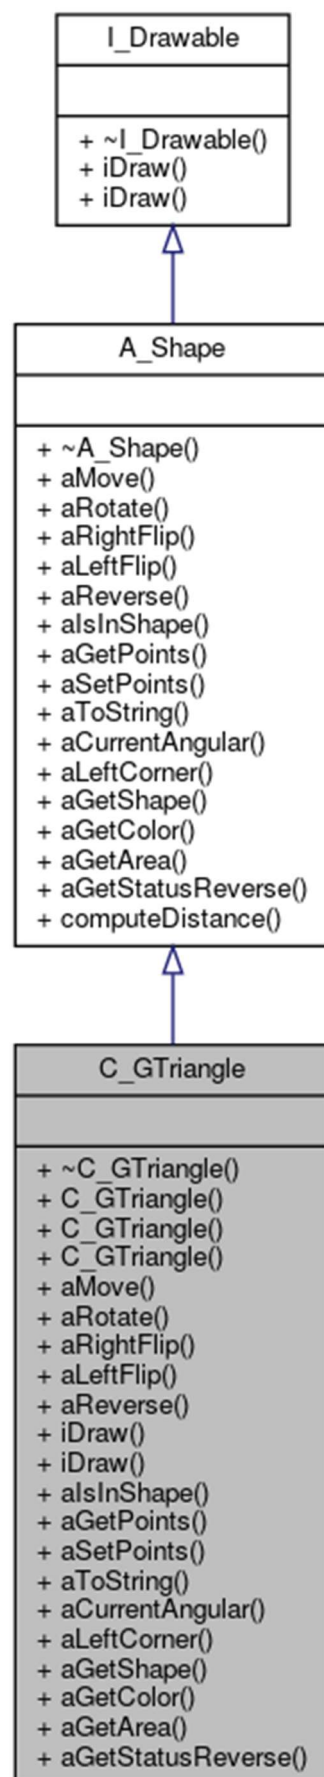 I_Drawable
+ ~I_Drawable()
+ iDraw()
+ iDraw()
A_Shape
+ ~A_Shape()
+ aMove()
+ aRotate()
+ aRightFlip()
+ aLeftFlip()
+ aReverse()
+ aIsInShape()
+ aGetPoints()
+ aSetPoints()
+ aToString()
+ aCurrentAngular()
+ aLeftCorner()
+ aGetShape()
+ aGetColor()
+ aGetArea()
+ aGetStatusReverse()
+ computeDistance()
C_GTriangle
+ ~C_GTriangle()
+ C_GTriangle()
+ C_GTriangle()
+ C_GTriangle()
+ aMove()
+ aRotate()
+ aRightFlip()
+ aLeftFlip()
+ aReverse()
+ iDraw()
+ iDraw()
+ aIsInShape()
+ aGetPoints()
+ aSetPoints()
+ aToString()
+ aCurrentAngular()
+ aLeftCorner()
+ aGetShape()
+ aGetColor()
+ aGetArea()
+ aGetStatusReverse()